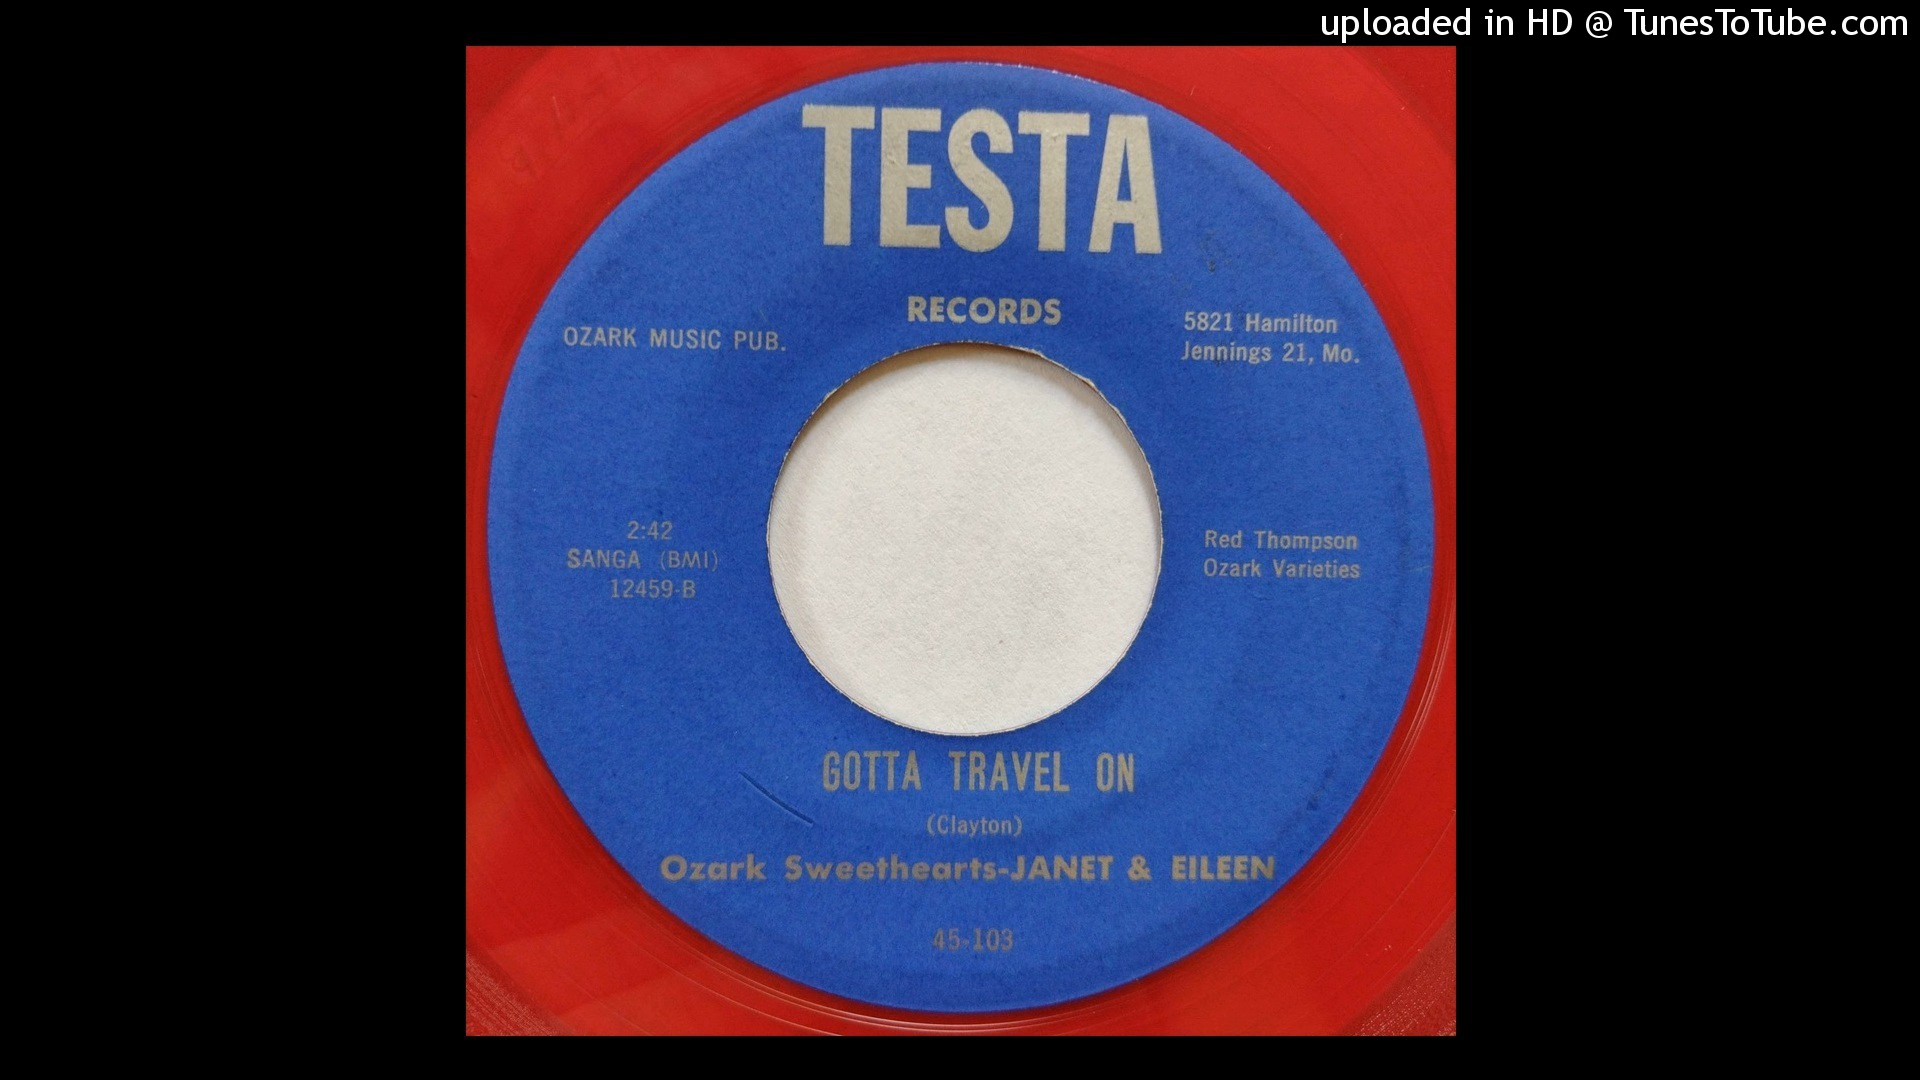 uploaded in HD @ TunesToTube.com
TESTA
RECORDS
OZARK MUSIC PUB.
5821 Hamilton
Jennings 21, Mo.
2:42
SANGA (BMI)
12459-B
Red Thompson
Ozark Varieties
GOTTA TRAVEL ON
(Clayton)
Ozark Sweethearts-JANET & EILEEN
45-103